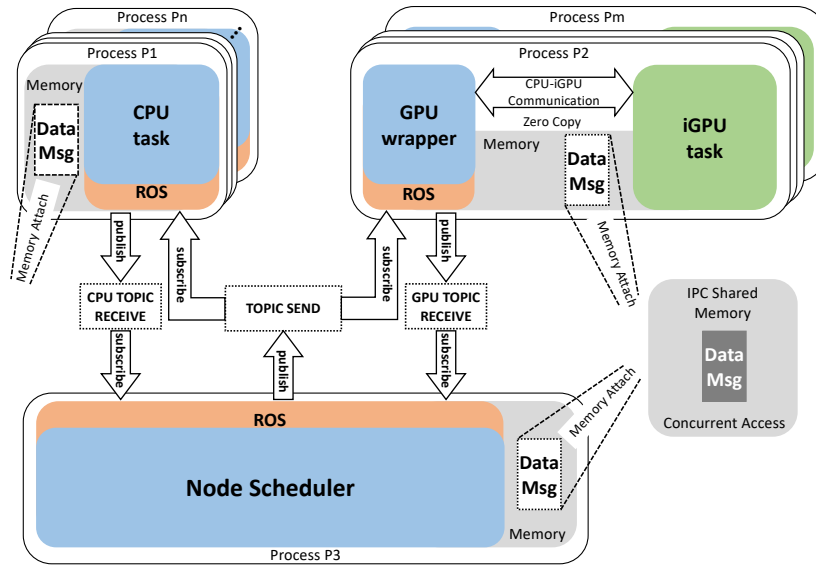 Process Pn
Process P1
Memory
CPU
task
Data
Msg
ROS
Memory Attach
Process Pm
Process P2
GPU
wrapper
CPU-iGPU
Communication
Zero Copy
Memory
iGPU
task
Data
Msg
ROS
Memory Attach
publish
subscribe
subscribe
publish
CPU TOPIC
RECEIVE
TOPIC SEND
GPU TOPIC
RECEIVE
subscribe
publish
subscribe
IPC Shared
Memory
Data
Msg
Concurrent Access
Memory Attach
ROS
Node Scheduler
Data
Msg
Memory
Process P3